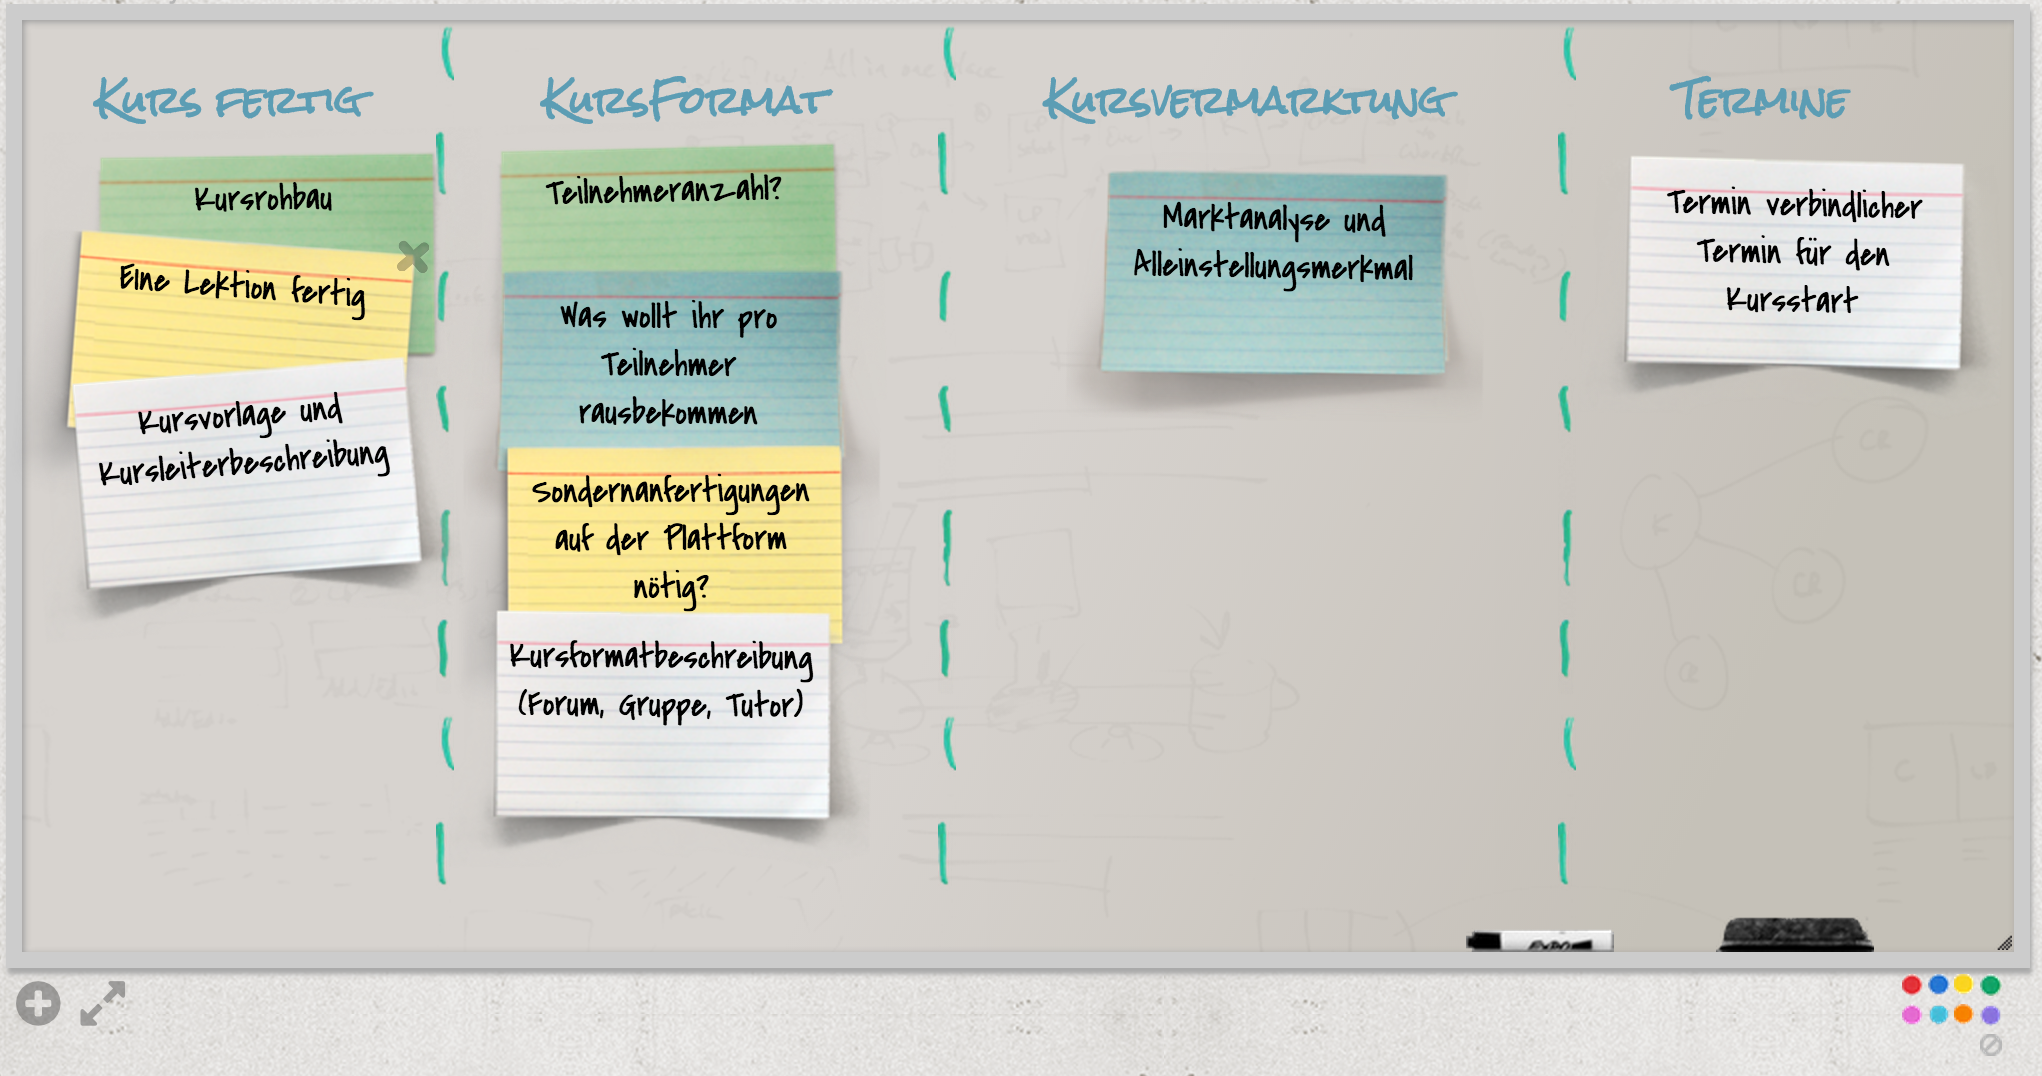 Kurs fertig
KursFormat
Kursvermarktung
Termine
Kursrohbau
Eine Lektion fertig
Kursvorlage und
Kursleiterbeschreibung
Teilnehmeranzahl?
Was wollt ihr pro
Teilnehmer
rausbekommen
Sondernanfertigungen
auf der Plattform
nötig?
Kursformatbeschreibung
(Forum, Gruppe, Tutor)
Marktanalyse und
Alleinstellungsmerkmal
Termin verbindlicher
Termin für den
Kursstart
EXPO